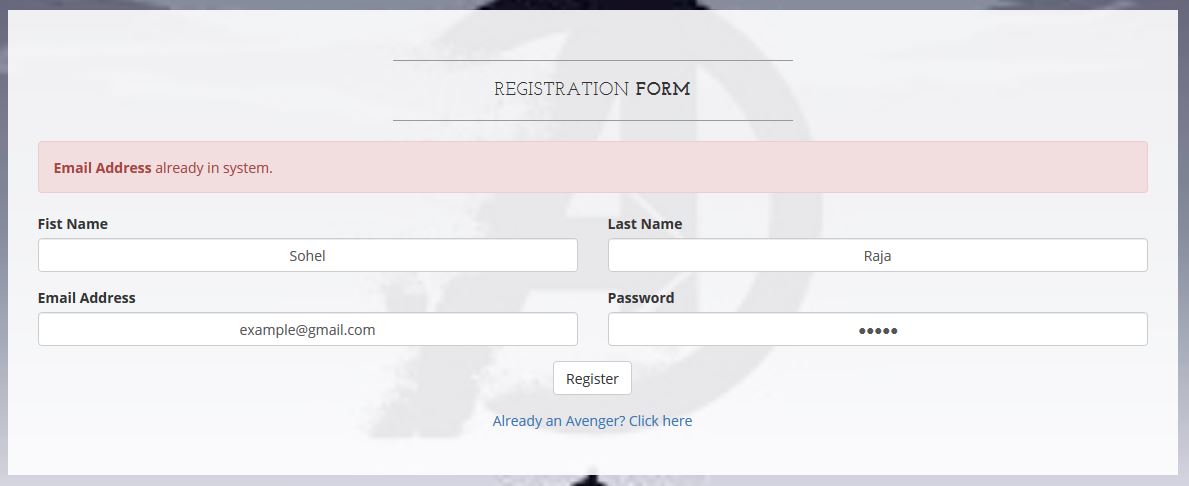 REGISTRATION FORM
Email Address already in system.
Fist Name
Last Name
Sohel
Raja
Email Address
Password
example@gmail.com
•••••
Register
Already an Avenger? Click here